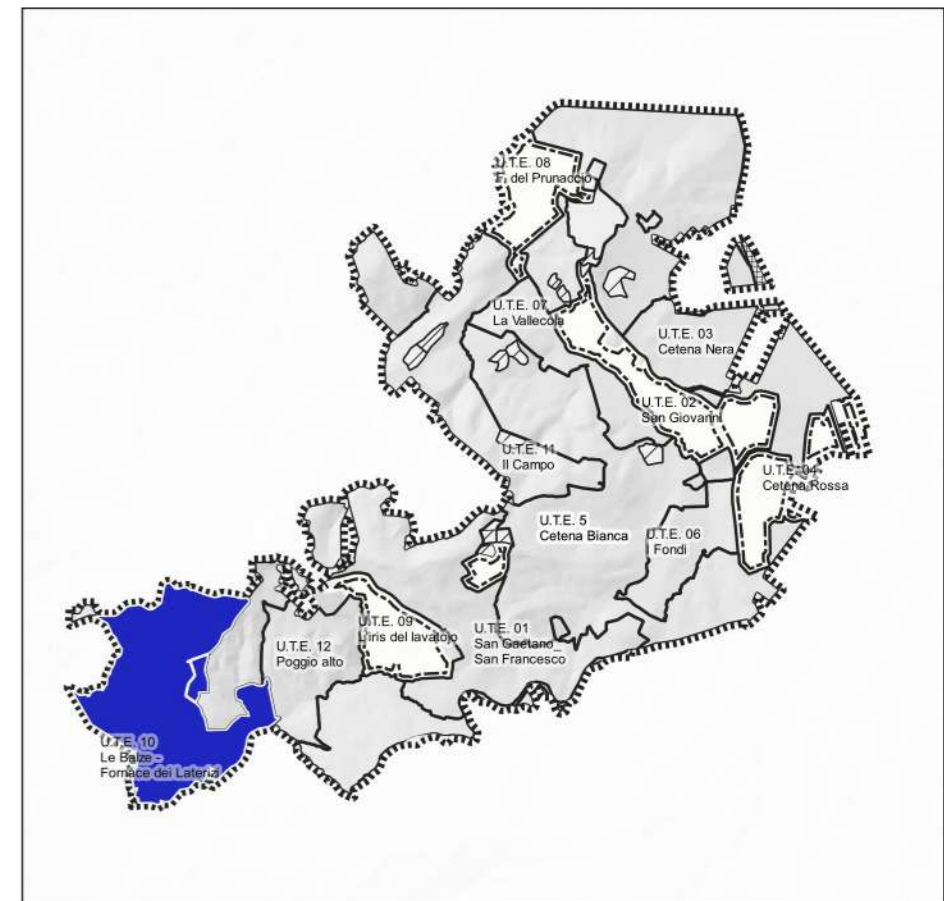 U.T.E. 08
T. del Prunaccio
U.T.E. 07
La Vallecola
U.T.E. 03
Cetena Nera
U.T.E. 02
San Giovanni
U.T.E. 11
Il Campo
U.T.E. 04
Cetena Rossa
U.T.E. 5
Cetena Bianca
U.T.E. 06
I Fondi
U.T.E. 09
L'iris del lavatoio
U.T.E. 01
San Gaetano_
San Francesco
U.T.E. 12
Poggio alto
U.T.E. 10
Le Balze -
Fornace dei Laterizi